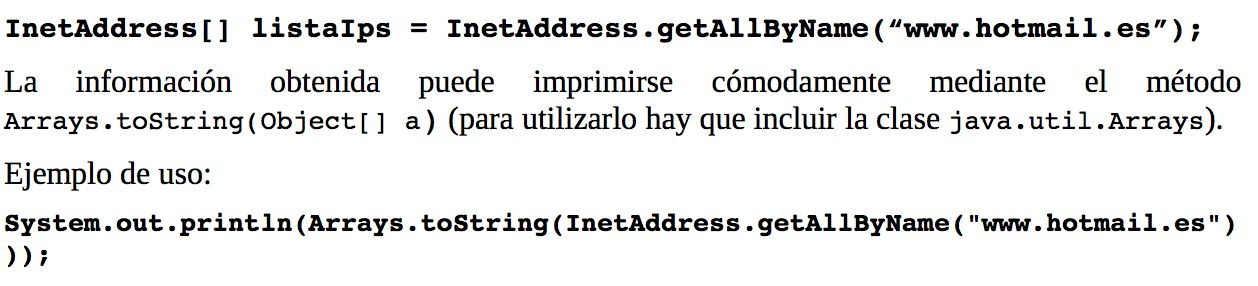 InetAddress[] listaIps = InetAddress.getAllByName(“www.hotmail.es”);
La información obtenida puede imprimirse cómodamente mediante el método
Arrays.toString(Object[] a) (para utilizarlo hay que incluir la clase java.util.Arrays).
Ejemplo de uso:
System.out.println(Arrays.toString(InetAddress.getAllByName("www.hotmail.es")
));